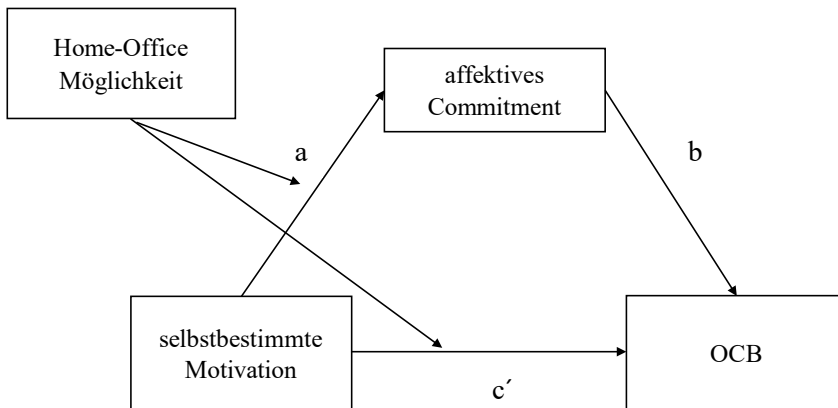 Home-Office
Möglichkeit
affektives
Commitment
a
b
selbstbestimmte
Motivation
OCB
c´